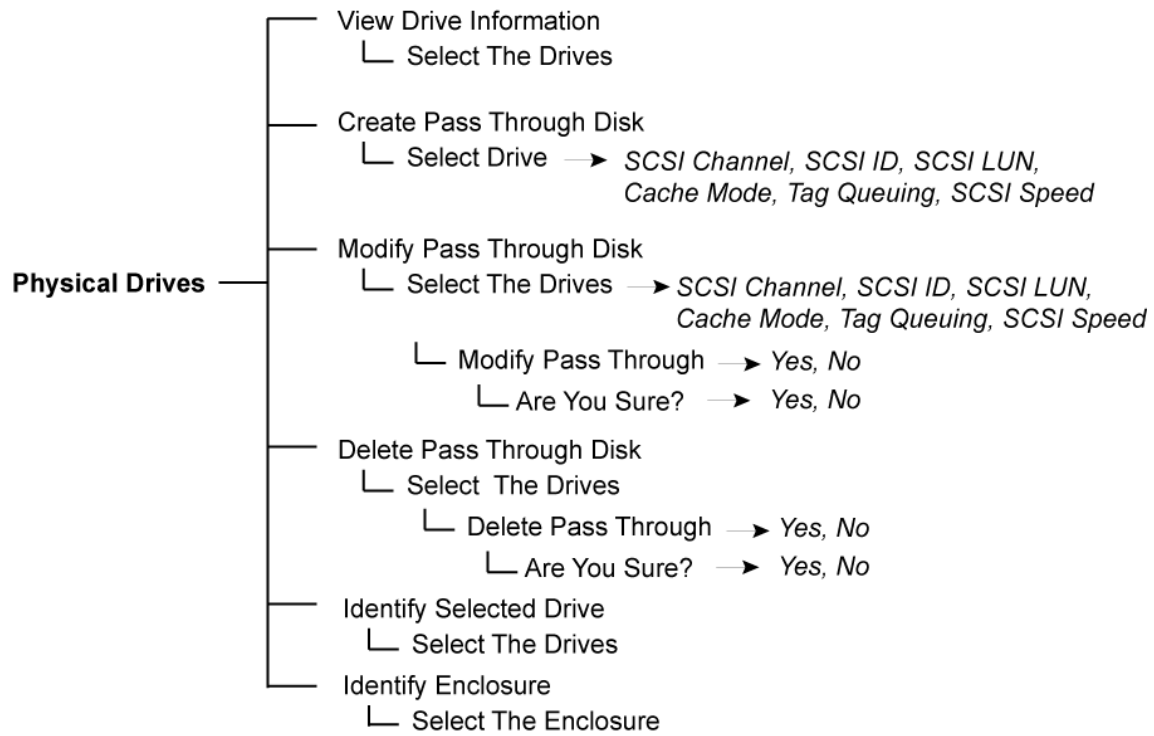 View Drive Information
Select The Drives
Create Pass Through Disk
Select Drive SCSI Channel, SCSI ID, SCSI LUN,
Cache Mode, Tag Queuing, SCSI Speed
Modify Pass Through Disk
Physical Drives
Select The Drives SCSI Channel, SCSI ID, SCSI LUN,
Cache Mode, Tag Queuing, SCSI Speed
Modify Pass Through Yes, No
Are You Sure? Yes, No
Delete Pass Through Disk
Select The Drives
Delete Pass Through Yes, No
Are You Sure? Yes, No
Identify Selected Drive
Select The Drives
Identify Enclosure
Select The Enclosure